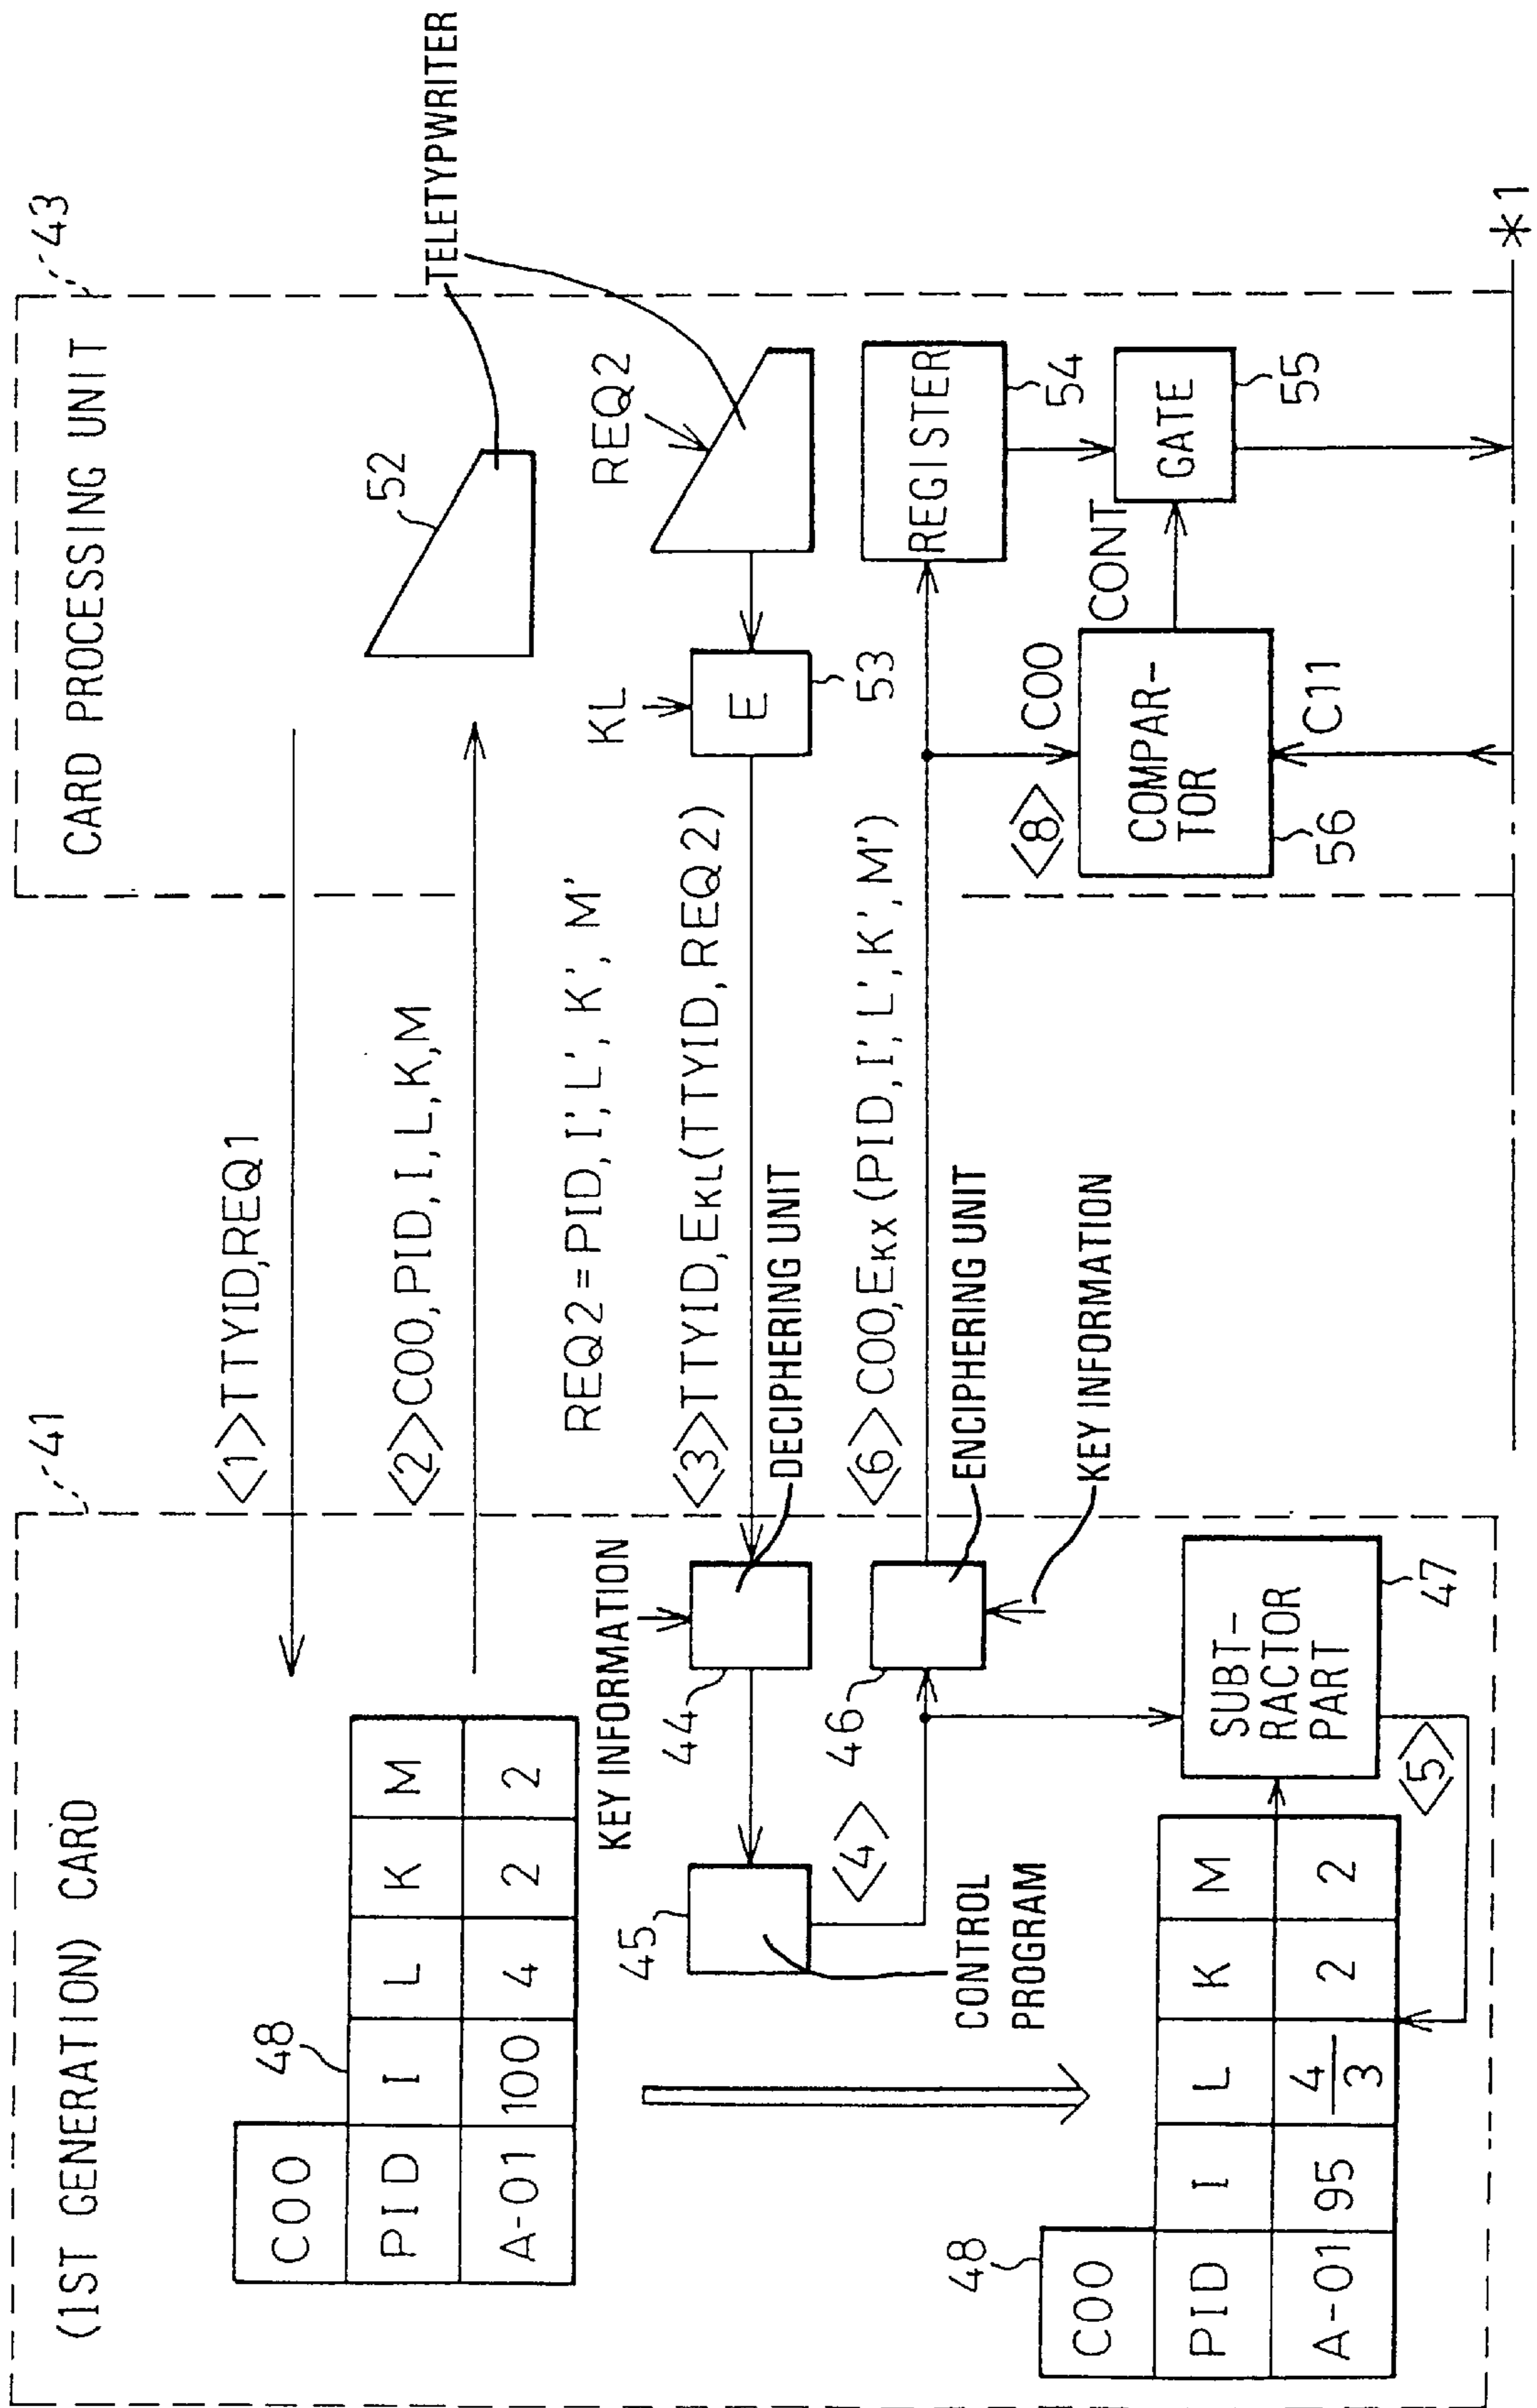 (1ST GENERATION) CARD
41
CARD PROCESSING UNIT
43
<1> TTYID,REQ1
C00
48
PID I L K M
A-01 100 4 2 2
<2> C00, PID, I, L, K, M
52
TELETYPWRITER
REQ2 = PID, I', L', K', M'
REQ2
KEY INFORMATION
KL
<3> TTYID, EKL(TTYID, REQ2)
E
53
44
DECIPHERING UNIT
45
CONTROL
PROGRAM
<4>
46
<6> C00, EKX (PID, I', L', K', M')
REGISTER
54
ENCIPHERING UNIT
KEY INFORMATION
<8>
C00
COMPAR-
TOR
56
CONT
GATE
55
C11
48
C00
PID I L K M
A-01 95 4/3 2 2
SUBT-
RACTOR
PART
47
<5>
*1